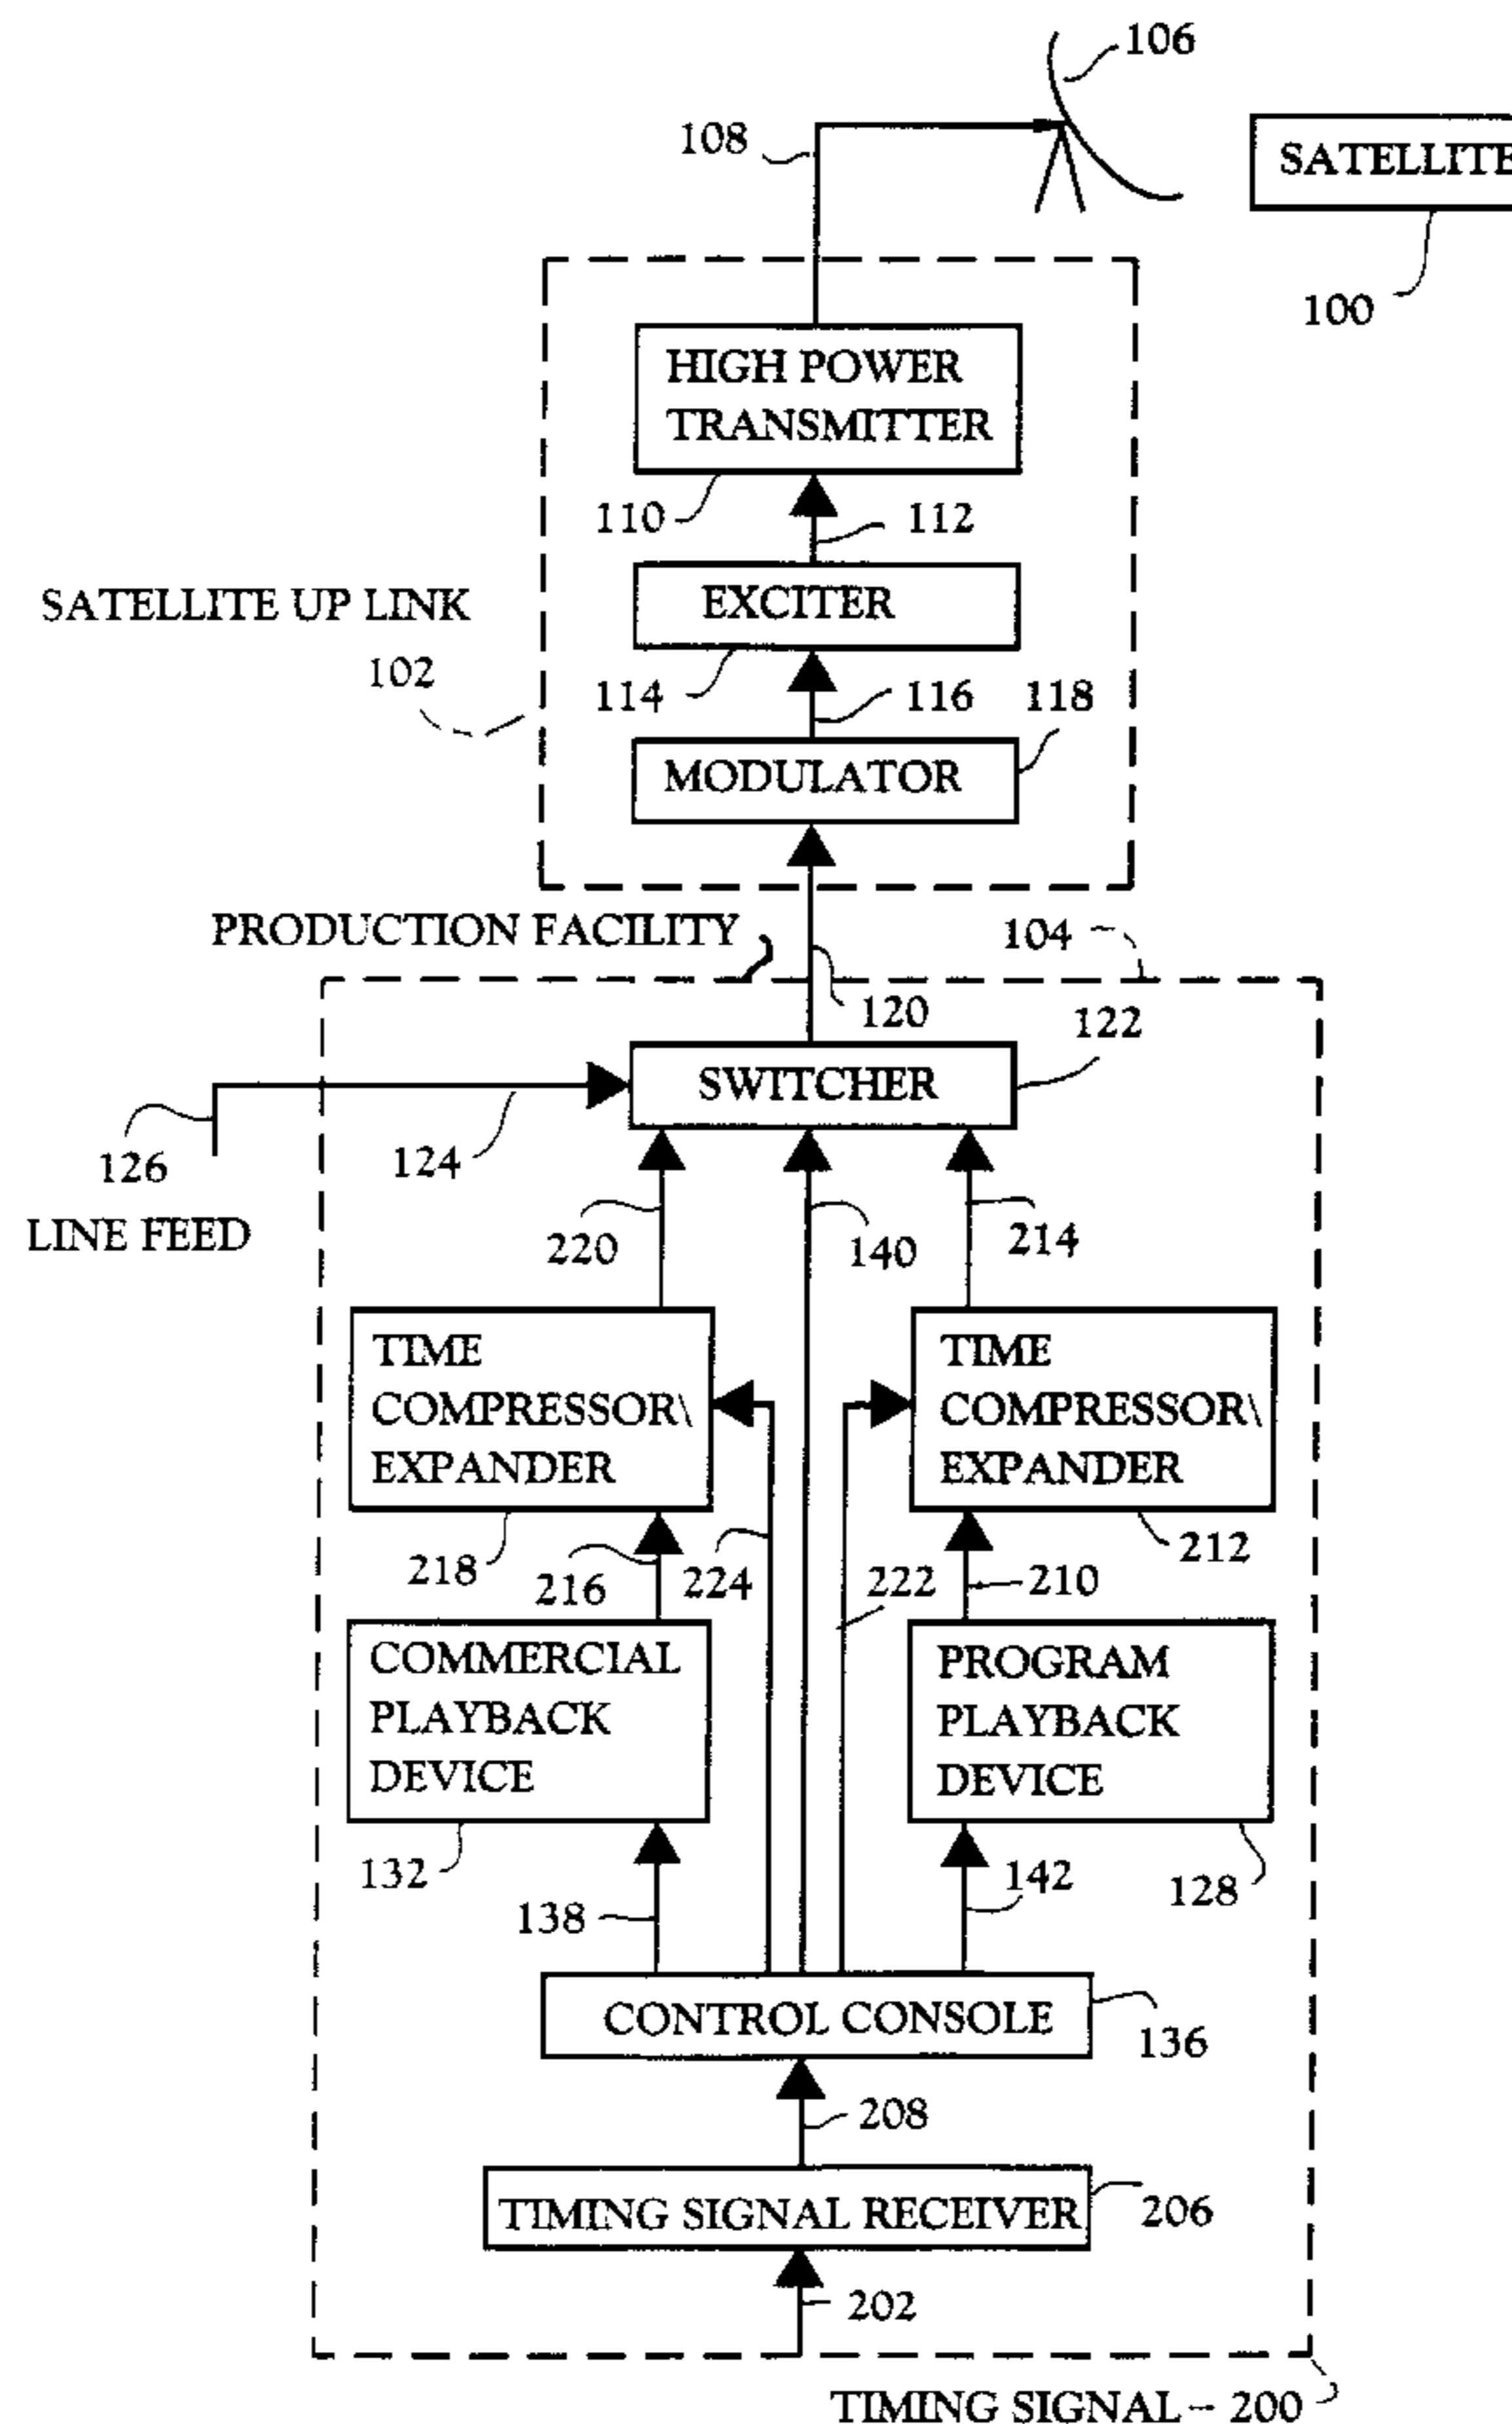 106
108
SATELLITE
100
HIGH POWER
TRANSMITTER
110
112
EXCITER
SATELLITE UP LINK
102
114
116
118
MODULATOR
PRODUCTION FACILITY
104
120
122
SWITCHER
126
124
LINE FEED
220
140
214
TIME
COMPRESSOR\
EXPANDER
TIME
COMPRESSOR\
EXPANDER
218
216
224
222
210
212
COMMERCIAL
PLAYBACK
DEVICE
PROGRAM
PLAYBACK
DEVICE
132
138
142
128
CONTROL CONSOLE
136
208
TIMING SIGNAL RECEIVER
206
202
TIMING SIGNAL -- 200